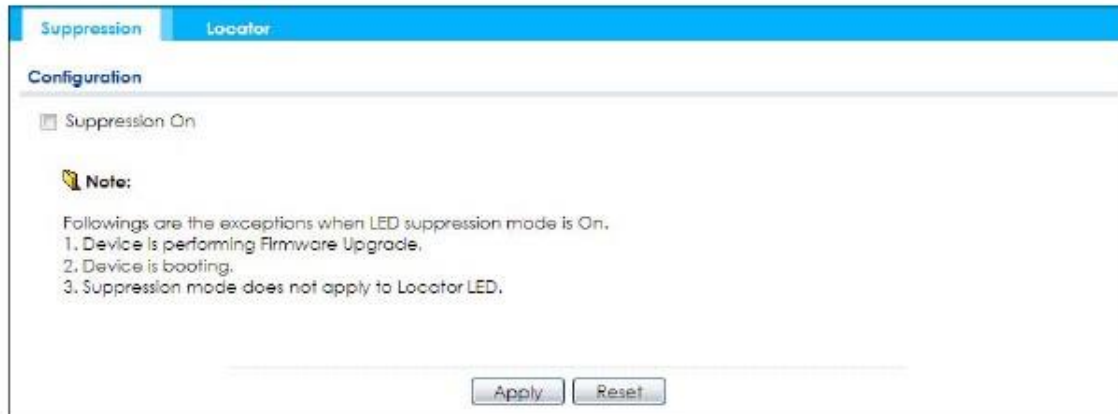 Suppression Locator
Configuration
Suppression On
Note:
Followings are the exceptions when LED suppression mode is On.
1. Device is performing Firmware Upgrade.
2. Device is booting.
3. Suppression mode does not apply to Locator LED.
Apply Reset